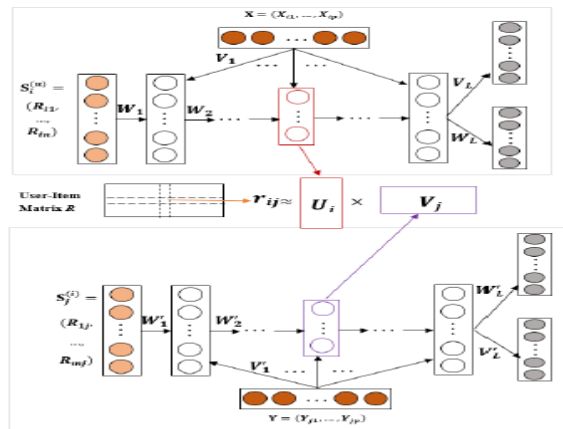 X = (X_{i1}, ..., X_{ip})
V_1 ... ...
S_i^{(u)} =
(R_{i1},
...,
R_{in})
W_1 W_2 ... ...
V_L
W_L
User-Item
Matrix R
r_{ij} ≈ U_i × V_j
S_j^{(i)} =
(R_{1j},
...,
R_{mj})
W'_1 W'_2 ... ...
W'_L
V'_L
V'_1 ... ...
Y = (Y_{j1}, ..., Y_{jp})